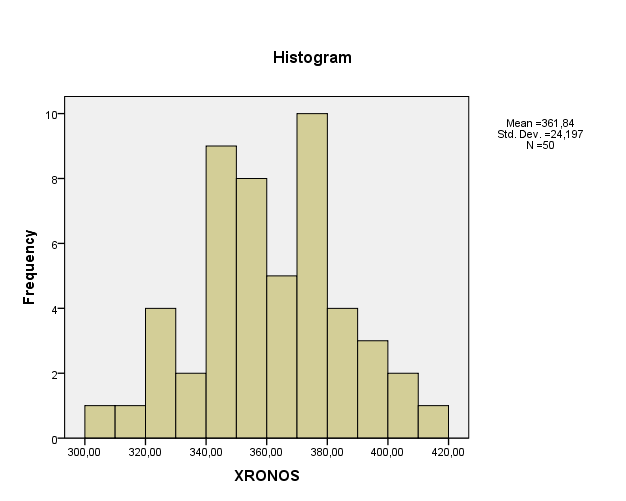 Histogram
Mean =361,84
Std. Dev. =24,197
N =50
Frequency
10
8
6
4
2
0
300,00 320,00 340,00 360,00 380,00 400,00 420,00
XRONOS